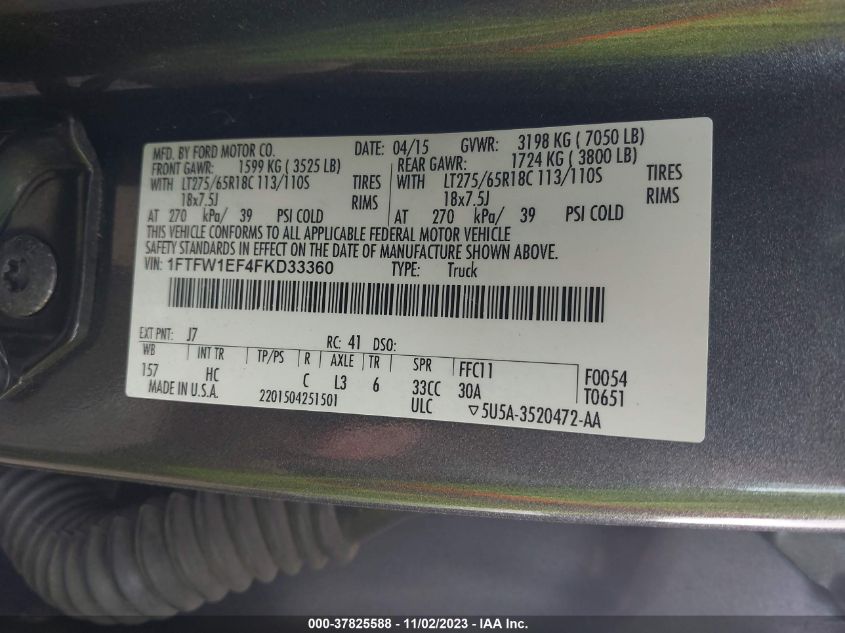 MFD. BY FORD MOTOR CO. DATE: 04/15 GVWR: 3198 KG ( 7050 LB)
FRONT GAWR: 1599 KG ( 3525 LB) REAR GAWR: 1724 KG ( 3800 LB)
WITH LT275/65R18C 113/110S TIRES WITH LT275/65R18C 113/110S TIRES
18x7.5J RIMS 18x7.5J RIMS
AT 270 kPa/ 39 PSI COLD AT 270 kPa/ 39 PSI COLD
THIS VEHICLE CONFORMS TO ALL APPLICABLE FEDERAL MOTOR VEHICLE
SAFETY STANDARDS IN EFFECT ON THE DATE OF MANUFACTURE SHOWN ABOVE.
VIN: 1FTFW1EF4FKD33360 TYPE: Truck
EXT PNT: J7 RC: 41 DSO:
WB INT TR TP/PS R AXLE TR SPR FFC11 F0054
157 HC C L3 6 33CC 30A T0651
MADE IN U.S.A. 2201504251501 ULC ▽5U5A-3520472-AA
000-37825588 - 11/02/2023 - IAA Inc.